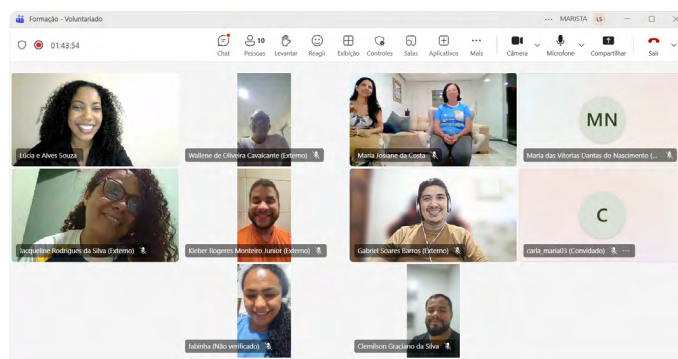 Formação - Voluntariado
MARISTA LS
01:43:54
10
Chat Pessoas Levantar Reagir Exibição Controles Salas Aplicativos Mais Câmera Microfone Compartilhar Sair
Lúcia e Alves Souza
Wallene de Oliveira Cavalcante (Externo)
Maria Josiane da Costa
MN
Maria das Vitorias Dantas do Nascimento (...
Jacqueline Rodrigues da Silva (Externo)
Kleber Rogeres Monteiro Junior (Externo)
Gabriel Soares Barros (Externo)
C
carla_maria03 (Convidado)
fabinha (Não verificado)
Clemilson Graciano da Silva